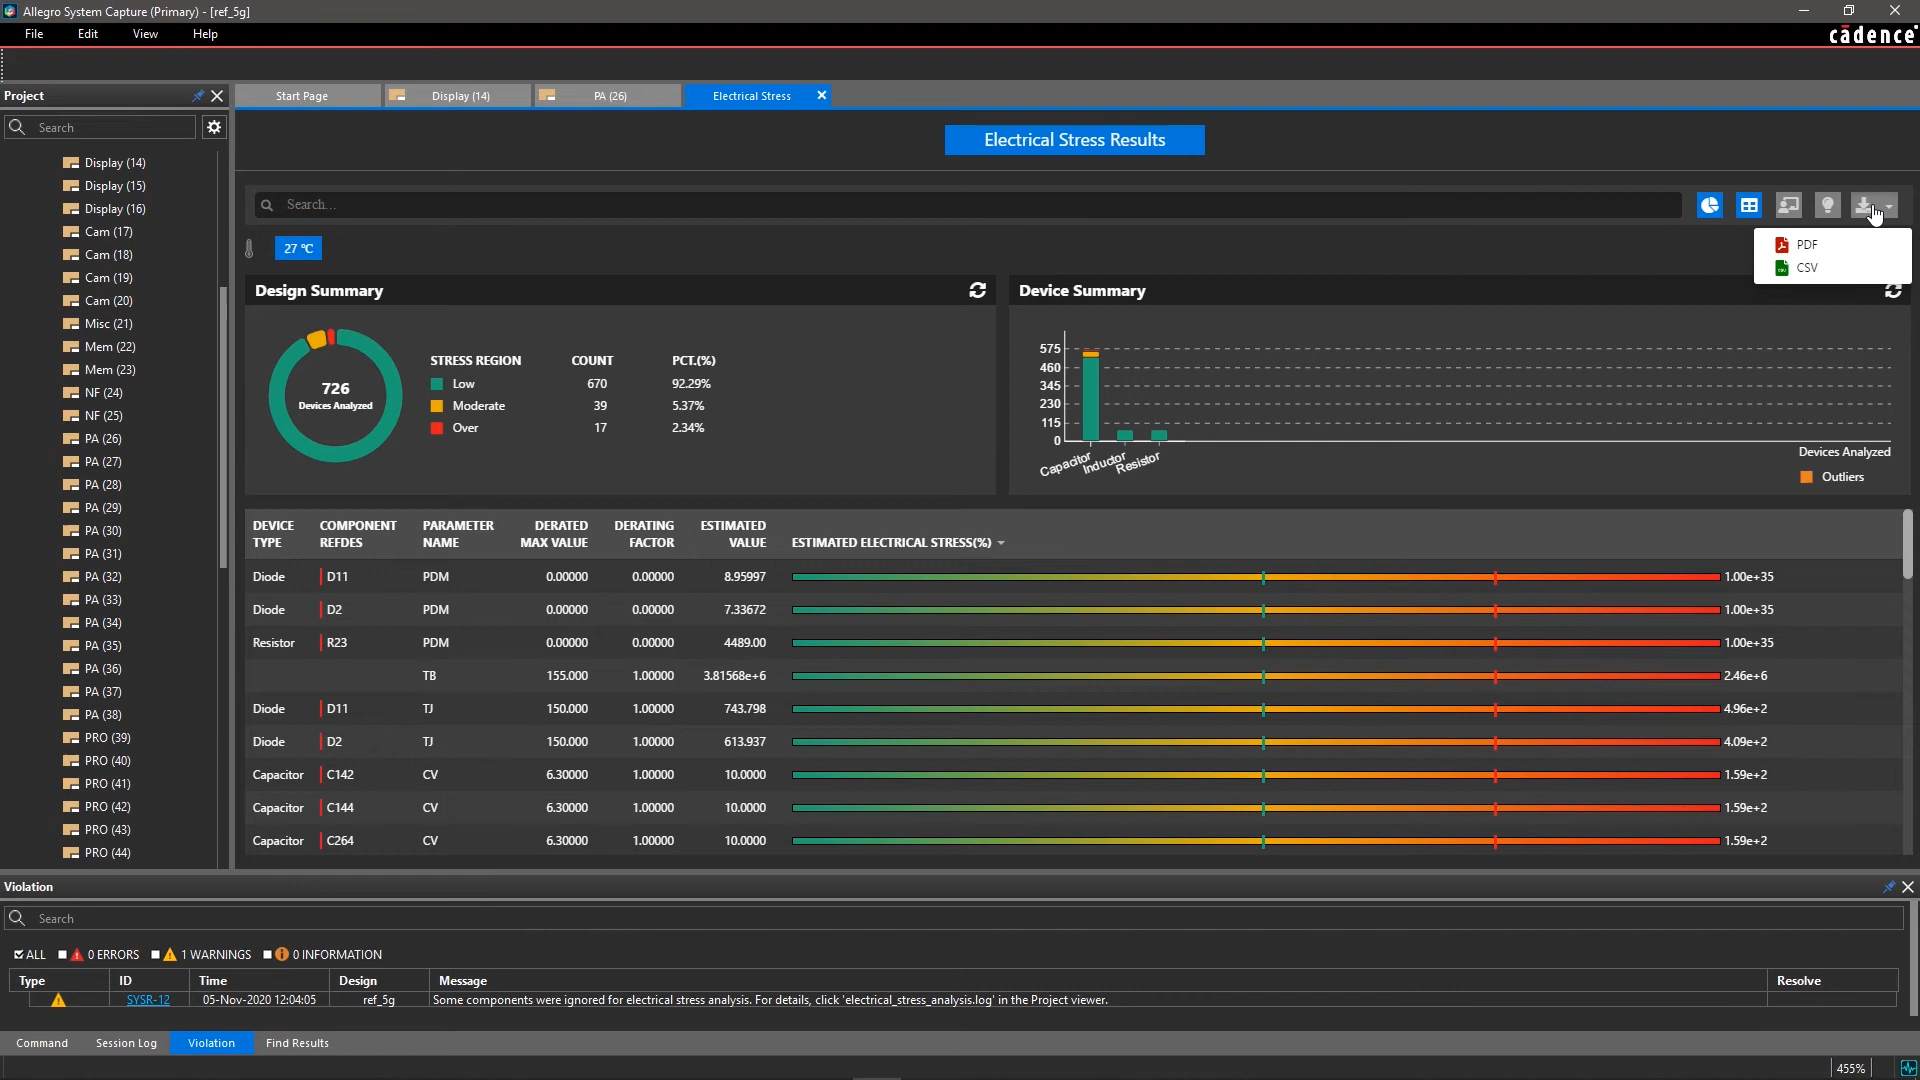 Allegro System Capture (Primary) - [ref_5g]
File Edit View Help
cādence
Project
Start Page Display (14) PA (26) Electrical Stress
Search
Electrical Stress Results
Display (14)
Display (15)
Display (16)
Cam (17)
Cam (18)
Cam (19)
Cam (20)
Misc (21)
Mem (22)
Mem (23)
NF (24)
NF (25)
PA (26)
PA (27)
PA (28)
PA (29)
PA (30)
PA (31)
PA (32)
PA (33)
PA (34)
PA (35)
PA (36)
PA (37)
PA (38)
PRO (39)
PRO (40)
PRO (41)
PRO (42)
PRO (43)
PRO (44)
Search...
27 °C
PDF
CSV
Design Summary
726
Devices Analyzed
STRESS REGION COUNT PCT.(%)
Low 670 92.29%
Moderate 39 5.37%
Over 17 2.34%
Device Summary
575
460
345
230
115
0
Capacitor Inductor Resistor
Devices Analyzed
Outliers
DEVICE TYPE COMPONENT REFDES PARAMETER NAME DERATED MAX VALUE DERATING FACTOR ESTIMATED VALUE ESTIMATED ELECTRICAL STRESS(%)
Diode D11 PDM 0.00000 0.00000 8.95997 1.00e+35
Diode D2 PDM 0.00000 0.00000 7.33672 1.00e+35
Resistor R23 PDM 0.00000 0.00000 4489.00 1.00e+35
TB 155.000 1.00000 3.81568e+6 2.46e+6
Diode D11 TJ 150.000 1.00000 743.798 4.96e+2
Diode D2 TJ 150.000 1.00000 613.937 4.09e+2
Capacitor C142 CV 6.30000 1.00000 10.0000 1.59e+2
Capacitor C144 CV 6.30000 1.00000 10.0000 1.59e+2
Capacitor C264 CV 6.30000 1.00000 10.0000 1.59e+2
Violation
Search
ALL 0 ERRORS 1 WARNINGS 0 INFORMATION
Type ID Time Design Message Resolve
SYSR-12 05-Nov-2020 12:04:05 ref_5g Some components were ignored for electrical stress analysis. For details, click 'electrical_stress_analysis.log' in the Project viewer.
Command Session Log Violation Find Results
455%